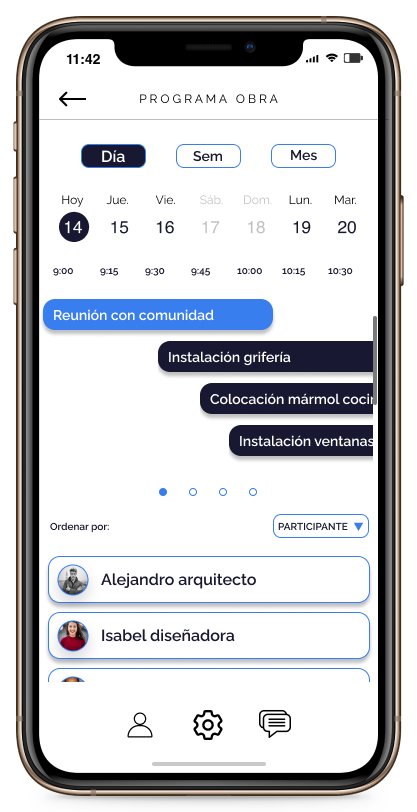 11:42
PROGRAMA OBRA
Día Sem Mes
Hoy Jue. Vie. Sáb. Dom. Lun. Mar.
14 15 16 17 18 19 20
9:00 9:15 9:30 9:45 10:00 10:15 10:30
Reunión con comunidad
Instalación grifería
Colocación mármol coci
Instalación ventanas
Ordenar por: PARTICIPANTE
Alejandro arquitecto
Isabel diseñadora